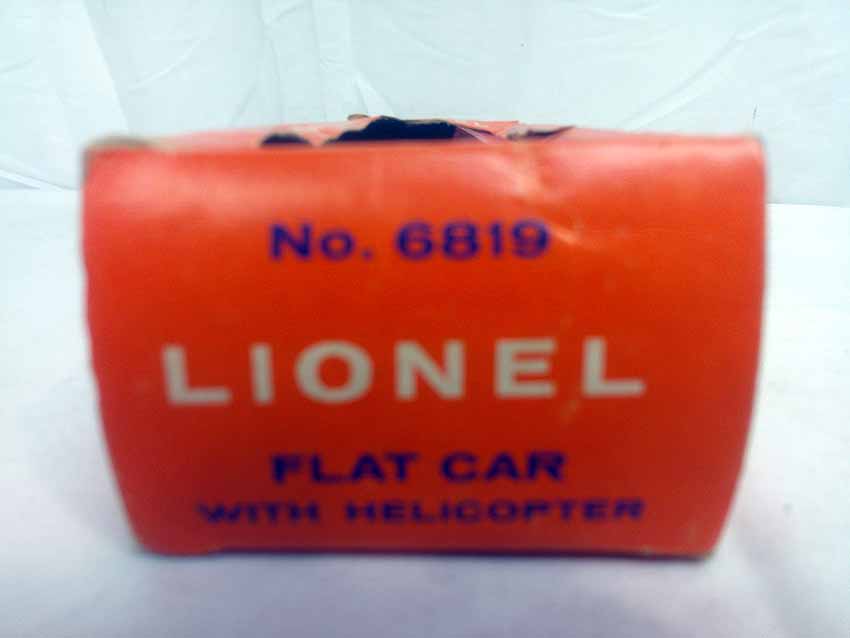 No. 6819
LIONEL
FLAT CAR
WITH HELICOPTER